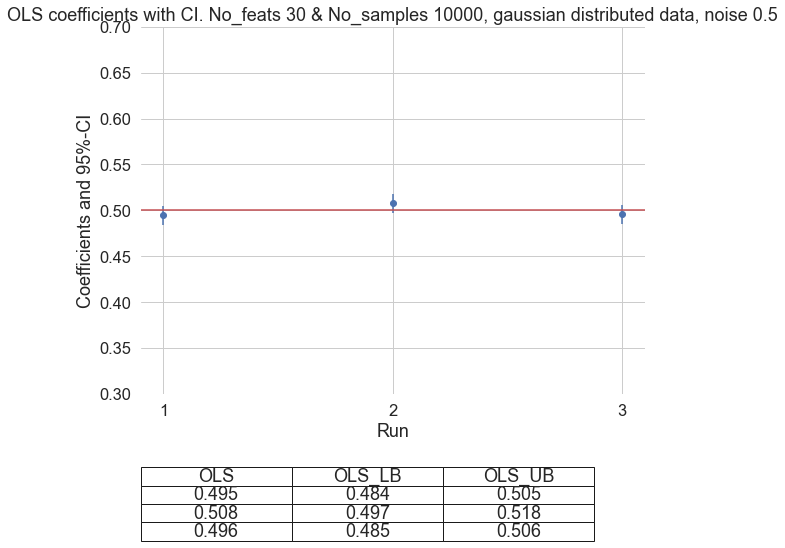 OLS coefficients with CI. No_feats 30 & No_samples 10000, gaussian distributed data, noise 0.5
0.70
0.65
0.60
0.55
0.50
0.45
0.40
0.35
0.30
Coefficients and 95%-CI
1 2 3
Run
OLS OLS_LB OLS_UB
0.495 0.484 0.505
0.508 0.497 0.518
0.496 0.485 0.506